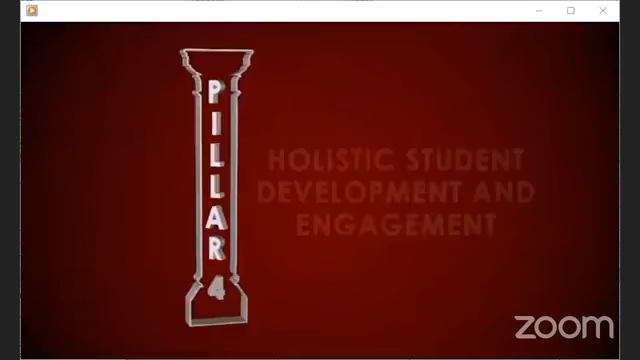 PILLAR
4
HOLISTIC STUDENT
DEVELOPMENT AND
ENGAGEMENT
zoom